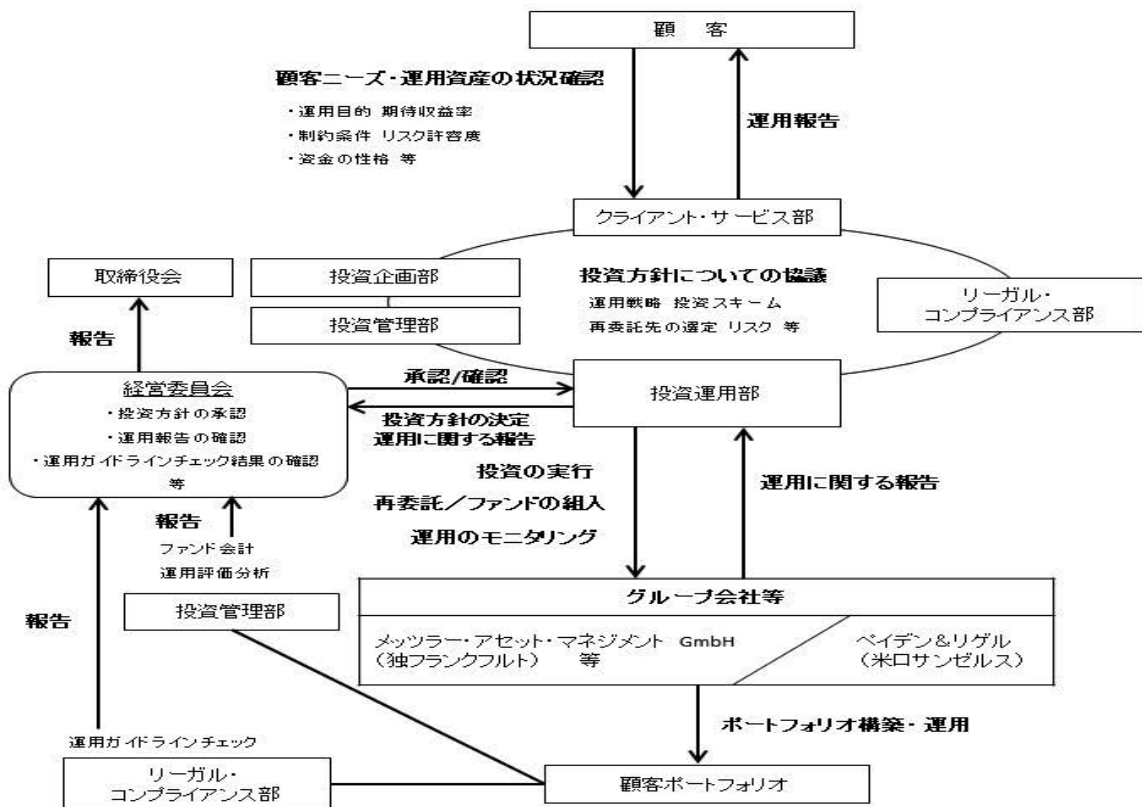 顧 客
顧客ニーズ・運用資産の状況確認
・運用目的 期待収益率
・制約条件 リスク許容度
・資金の性格 等
運用報告
クライアント・サービス部
取締役会
投資企画部
投資管理部
投資方針についての協議
運用戦略 投資スキーム
再委託先の選定 リスク 等
リーガル・
コンプライアンス部
報告
経営委員会
・投資方針の承認
・運用報告の確認
・運用ガイドラインチェック結果の確認
等
承認/確認
投資方針の決定
運用に関する報告
投資運用部
投資の実行
再委託／ファンドの組入
運用のモニタリング
運用に関する報告
報告
ファンド会計
運用評価分析
投資管理部
報告
グループ会社等
メッツラー・アセット・マネジメント GmbH
（独フランクフルト） 等
ペイデン＆リゲル
（米ロサンゼルス）
ポートフォリオ構築・運用
運用ガイドラインチェック
リーガル・
コンプライアンス部
顧客ポートフォリオ